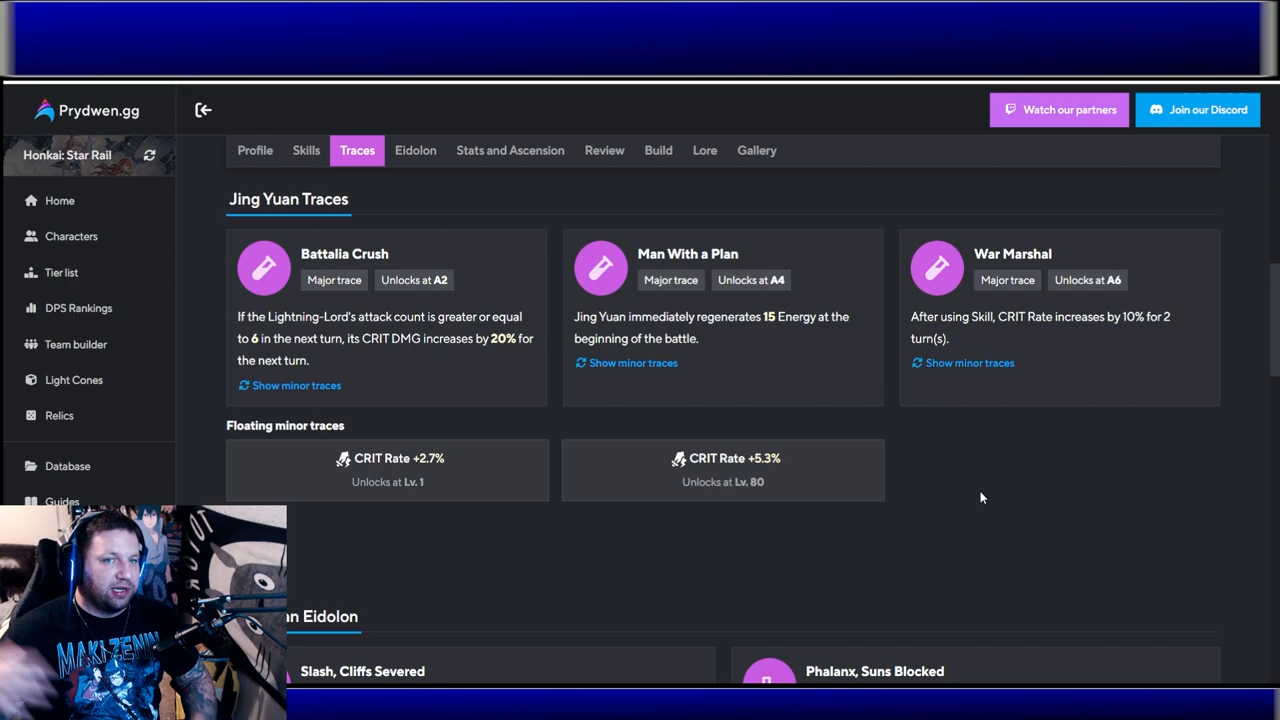 Prydwen.gg
Watch our partners
Join our Discord
Honkai: Star Rail
Home
Characters
Tier list
DPS Rankings
Team builder
Light Cones
Relics
Database
Guides
Profile
Skills
Traces
Eidolon
Stats and Ascension
Review
Build
Lore
Gallery
Jing Yuan Traces
Battalia Crush
Major trace
Unlocks at A2
If the Lightning-Lord's attack count is greater or equal
to 6 in the next turn, its CRIT DMG increases by 20% for
the next turn.
Show minor traces
Man With a Plan
Major trace
Unlocks at A4
Jing Yuan immediately regenerates 15 Energy at the
beginning of the battle.
Show minor traces
War Marshal
Major trace
Unlocks at A6
After using Skill, CRIT Rate increases by 10% for 2
turn(s).
Show minor traces
Floating minor traces
CRIT Rate +2.7%
Unlocks at Lv. 1
CRIT Rate +5.3%
Unlocks at Lv. 80
an Eidolon
Slash, Cliffs Severed
Phalanx, Suns Blocked
MAKI ZENIN